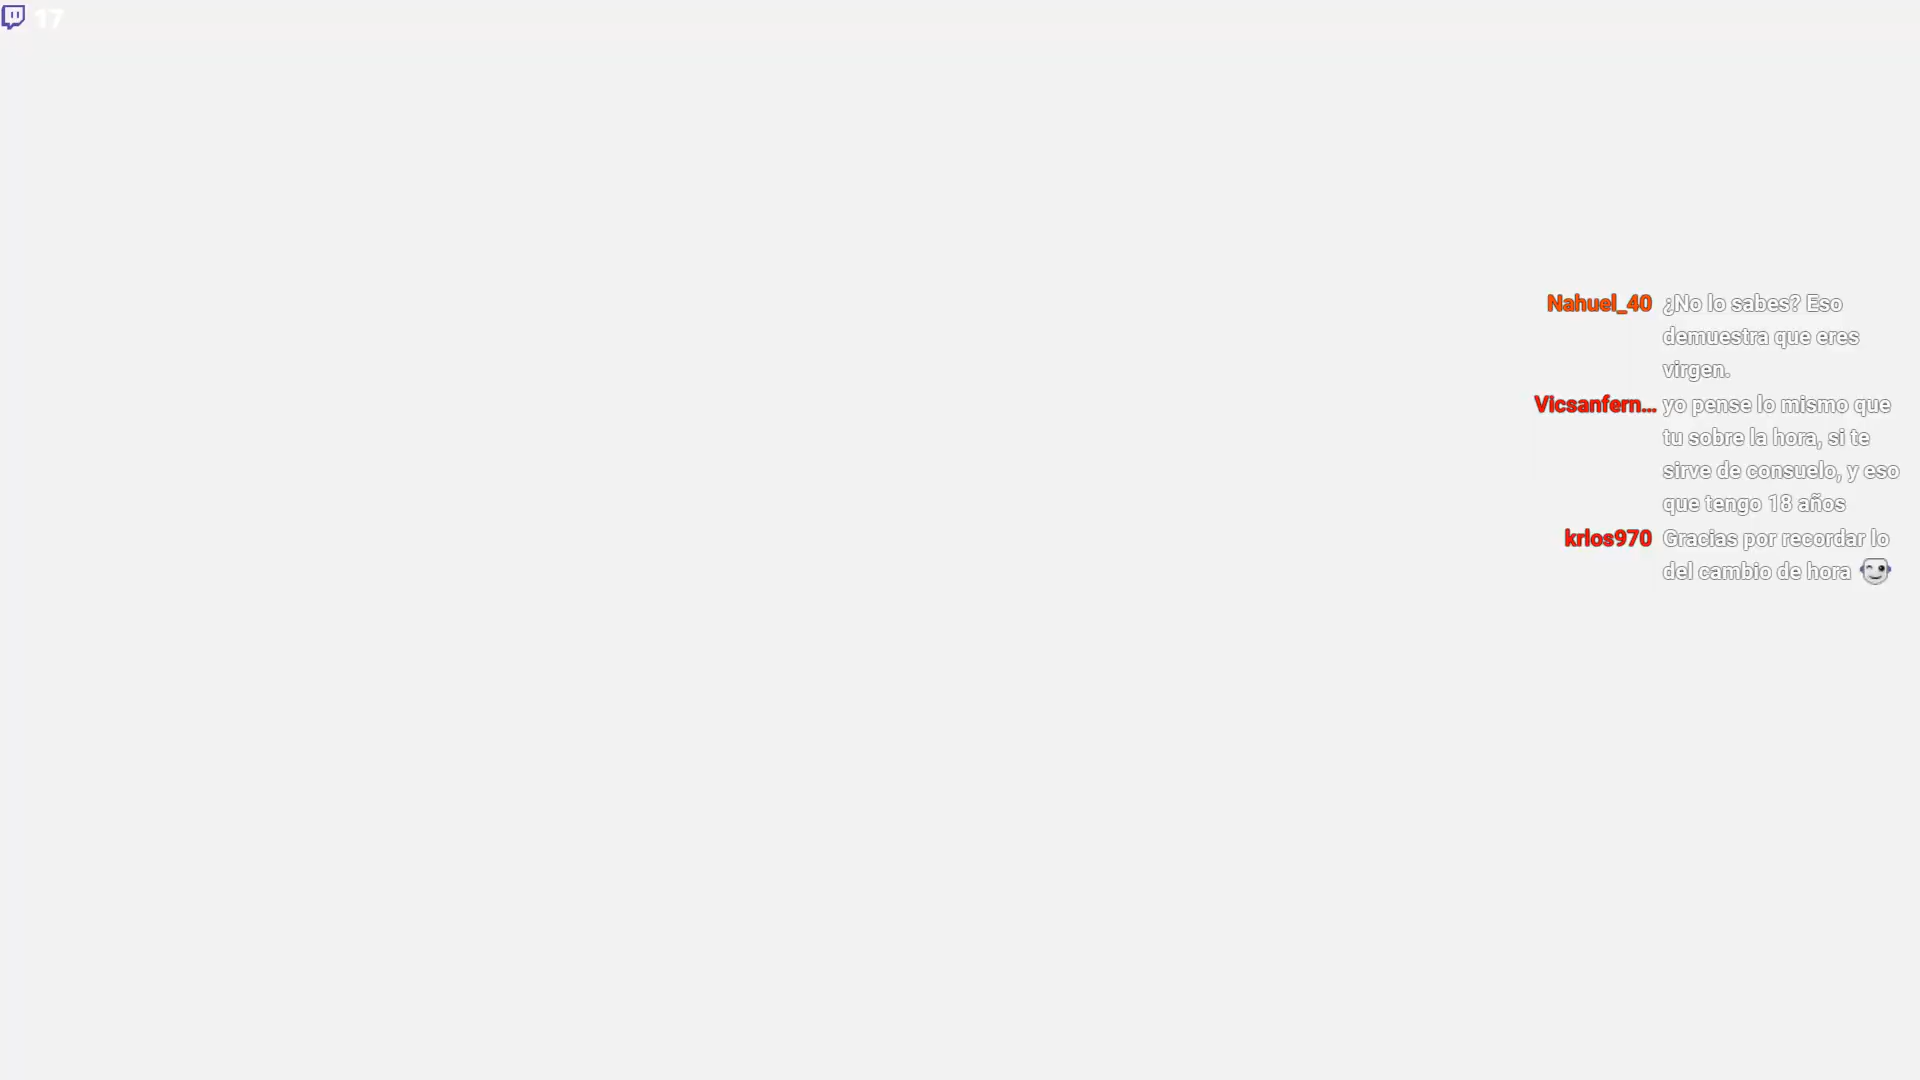 17
Nahuel_40 ¿No lo sabes? Eso
demuestra que eres
virgen.
Vicsanfern... yo pense lo mismo que
tu sobre la hora, si te
sirve de consuelo, y eso
que tengo 18 años
krlos970 Gracias por recordar lo
del cambio de hora